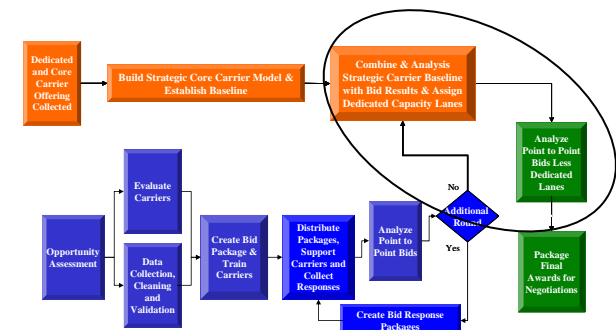 Dedicated
and Core
Carrier
Offering
Collected
Build Strategic Core Carrier Model &
Establish Baseline
Combine & Analysis
Strategic Carrier Baseline
with Bid Results & Assign
Dedicated Capacity Lanes
Analyze
Point to Point
Bids Less
Dedicated
Lanes
Evaluate
Carriers
No
Opportunity
Assessment
Data
Collection,
Cleaning
and
Validation
Create Bid
Package &
Train
Carriers
Distribute
Packages,
Support
Carriers and
Collect
Responses
Analyze
Point to
Point Bids
Additional
Round
Yes
Package
Final
Awards for
Negotiations
Create Bid Response
Packages